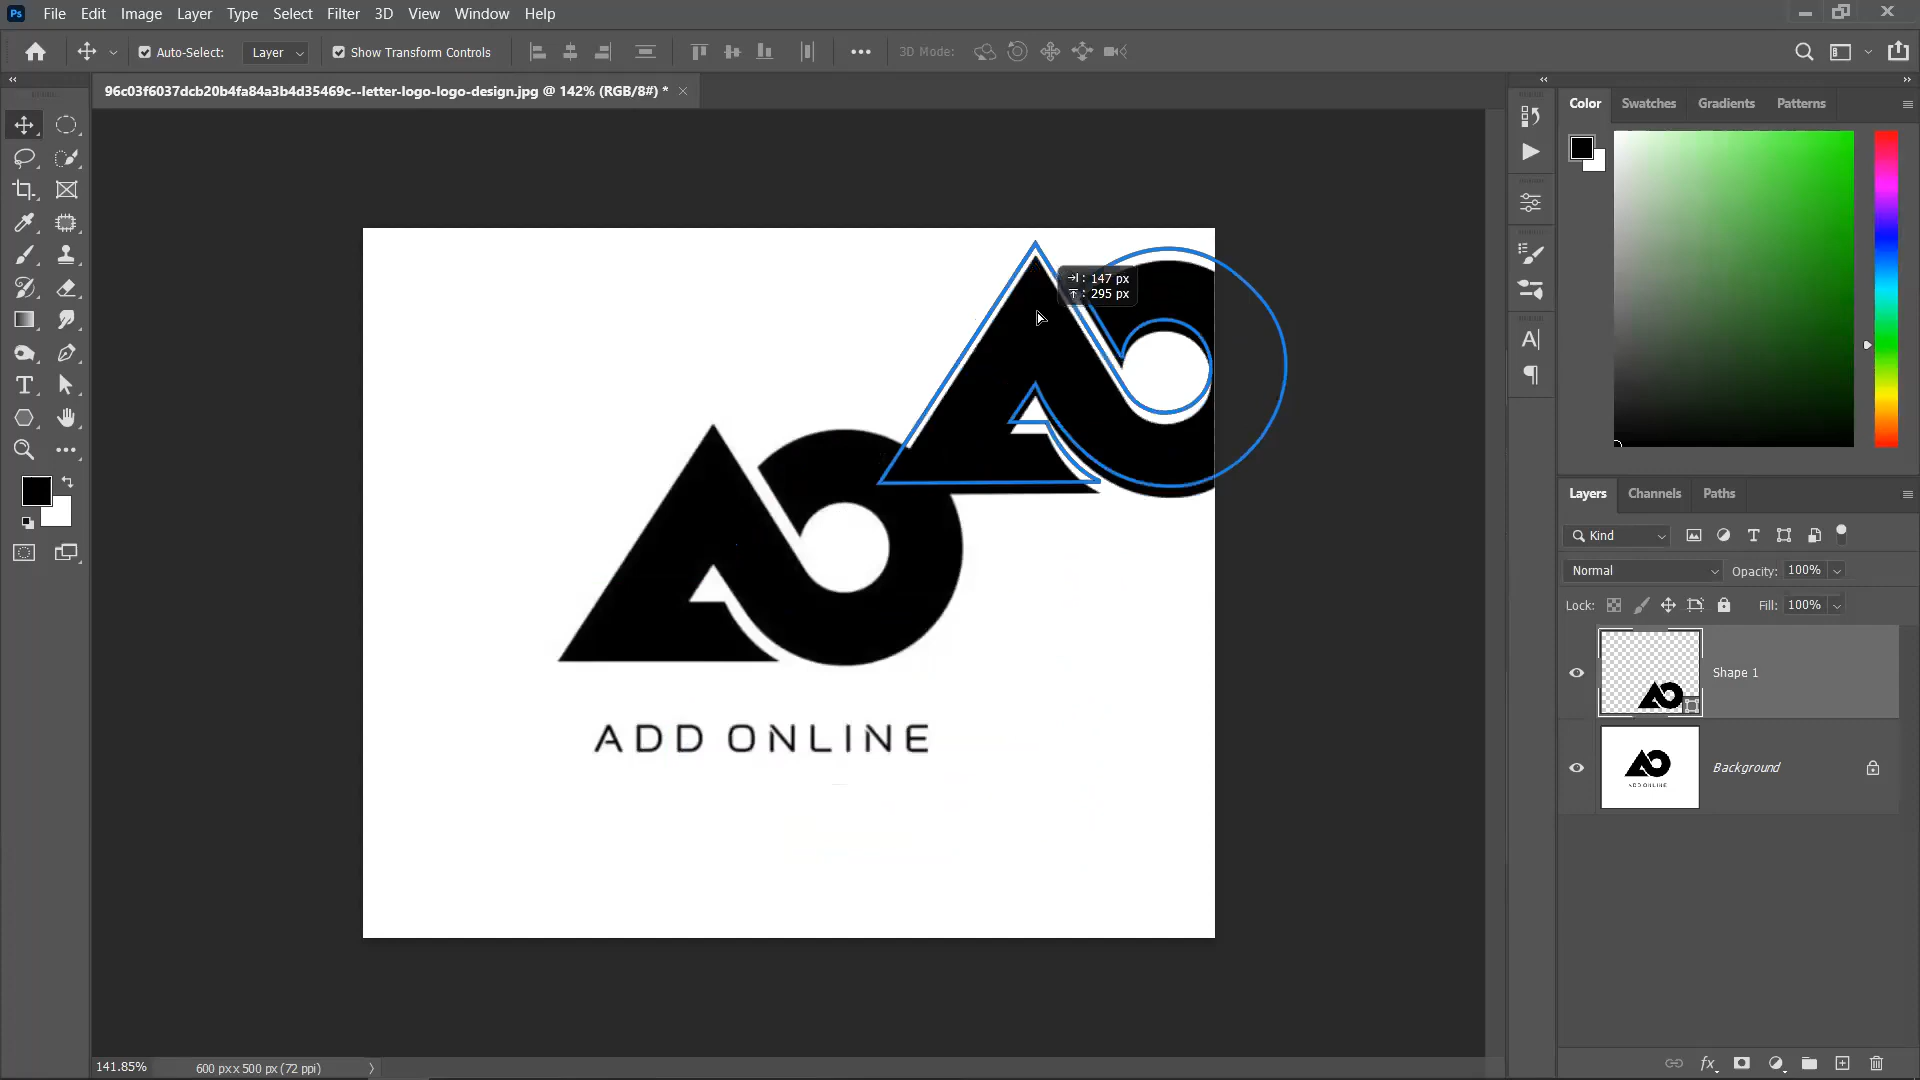 Ps File Edit Image Layer Type Select Filter 3D View Window Help
Auto-Select: Layer Show Transform Controls 3D Mode:
96c03f6037dcb20b4fa84a3b4d35469c--letter-logo-logo-design.jpg @ 142% (RGB/8#) *
Color Swatches Gradients Patterns
: 147 px
: 295 px
ADD ONLINE
Layers Channels Paths
Kind
Normal Opacity: 100%
Lock: Fill: 100%
Shape 1
Background
ADD ONLINE
141.85% 600 px x 500 px (72 ppi)